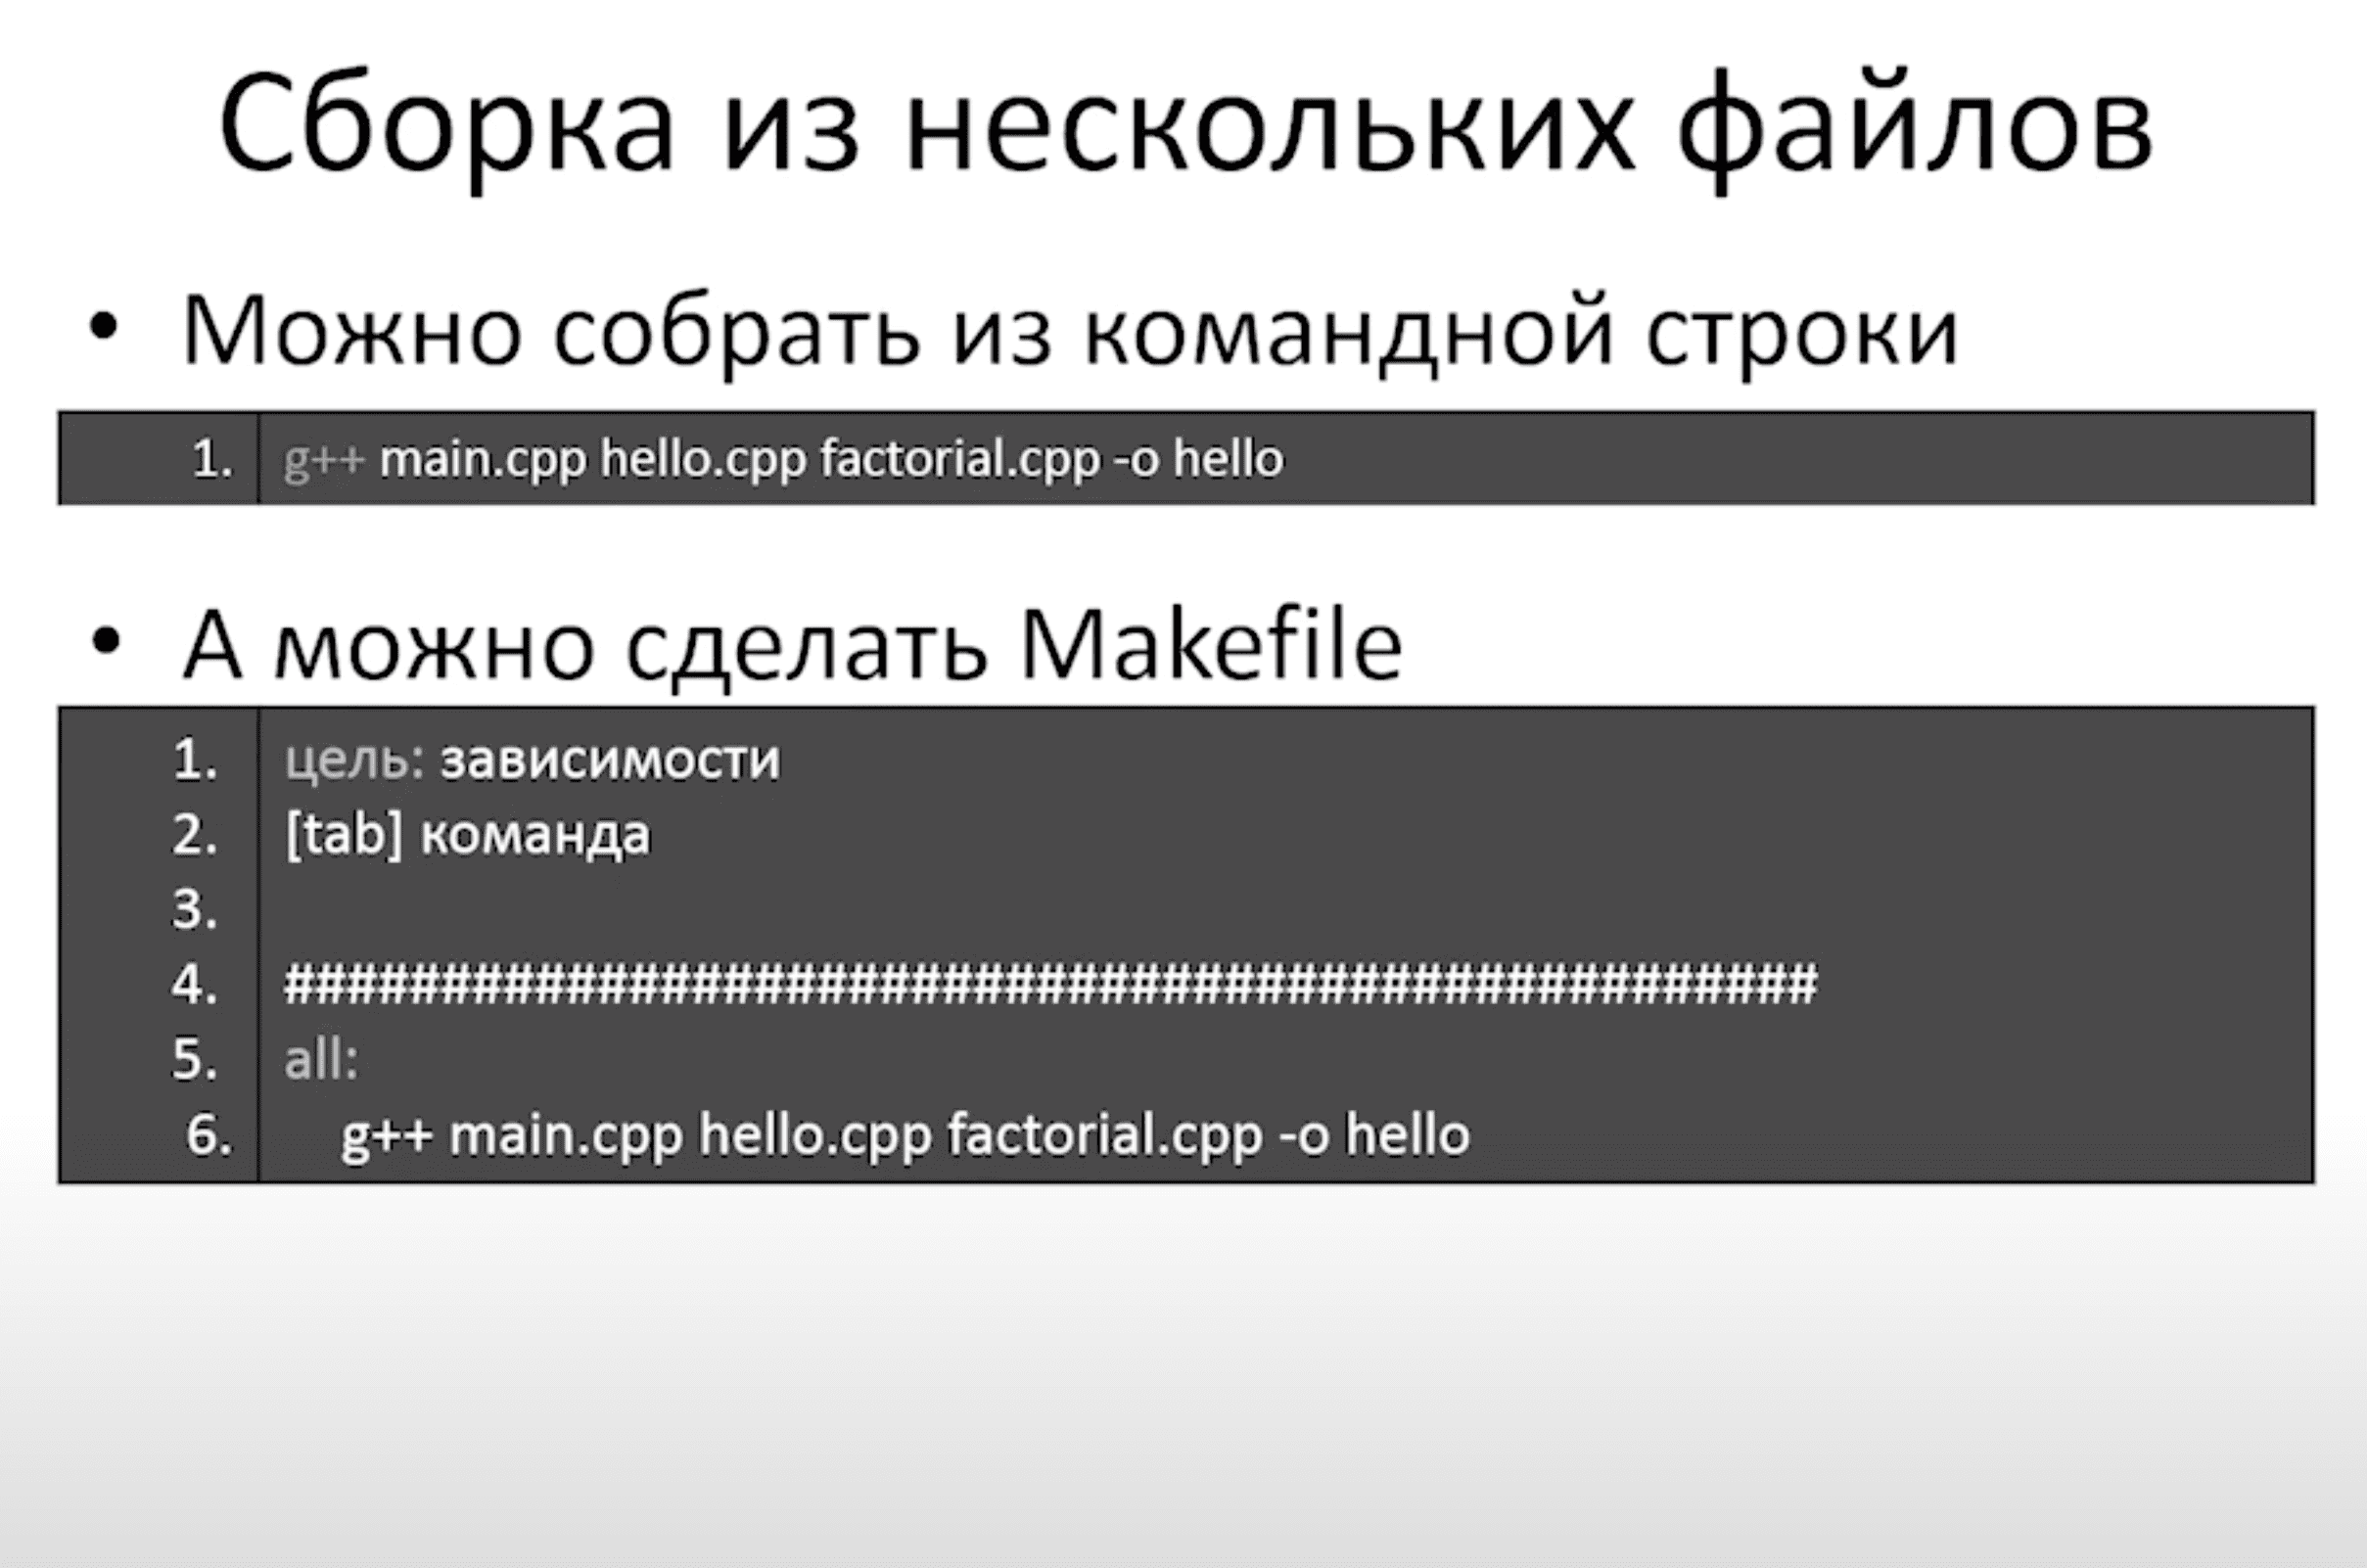 Сборка из нескольких файлов
• Можно собрать из командной строки
1. g++ main.cpp hello.cpp factorial.cpp -o hello
• А можно сделать Makefile
1. цель: зависимости
2. [tab] команда
3.
4. #################################################
5. all:
6. g++ main.cpp hello.cpp factorial.cpp -o hello